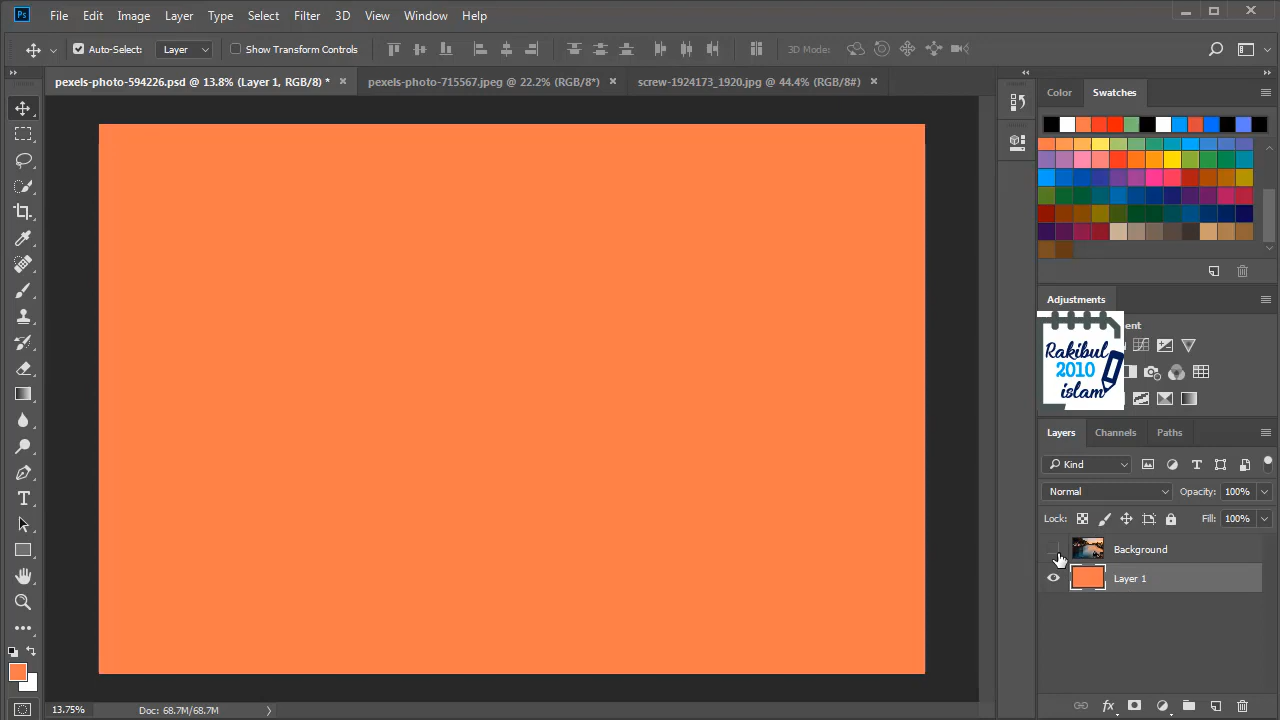 Ps File Edit Image Layer Type Select Filter 3D View Window Help
Auto-Select: Layer Show Transform Controls 3D Mode:
pexels-photo-594226.psd @ 13.8% (Layer 1, RGB/8) * pexels-photo-715567.jpeg @ 22.2% (RGB/8*) screw-1924173_1920.jpg @ 44.4% (RGB/8#)
Color Swatches
Adjustments
ent
Rakibul
2010
islam
Layers Channels Paths
Kind
Normal Opacity: 100%
Lock: Fill: 100%
Background
Layer 1
13.75% Doc: 68.7M/68.7M